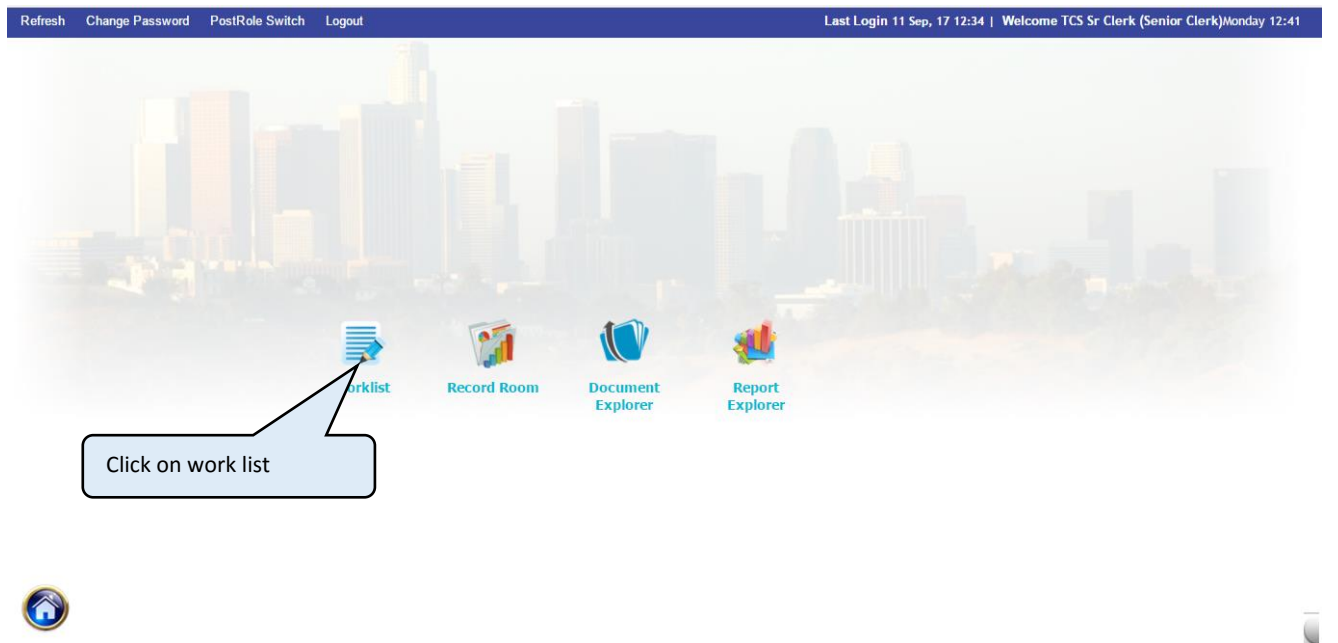 Refresh Change Password PostRole Switch Logout Last Login 11 Sep, 17 12:34 | Welcome TCS Sr Clerk (Senior Clerk)Monday 12:41
orklist Record Room Document Report
Explorer Explorer
Click on work list